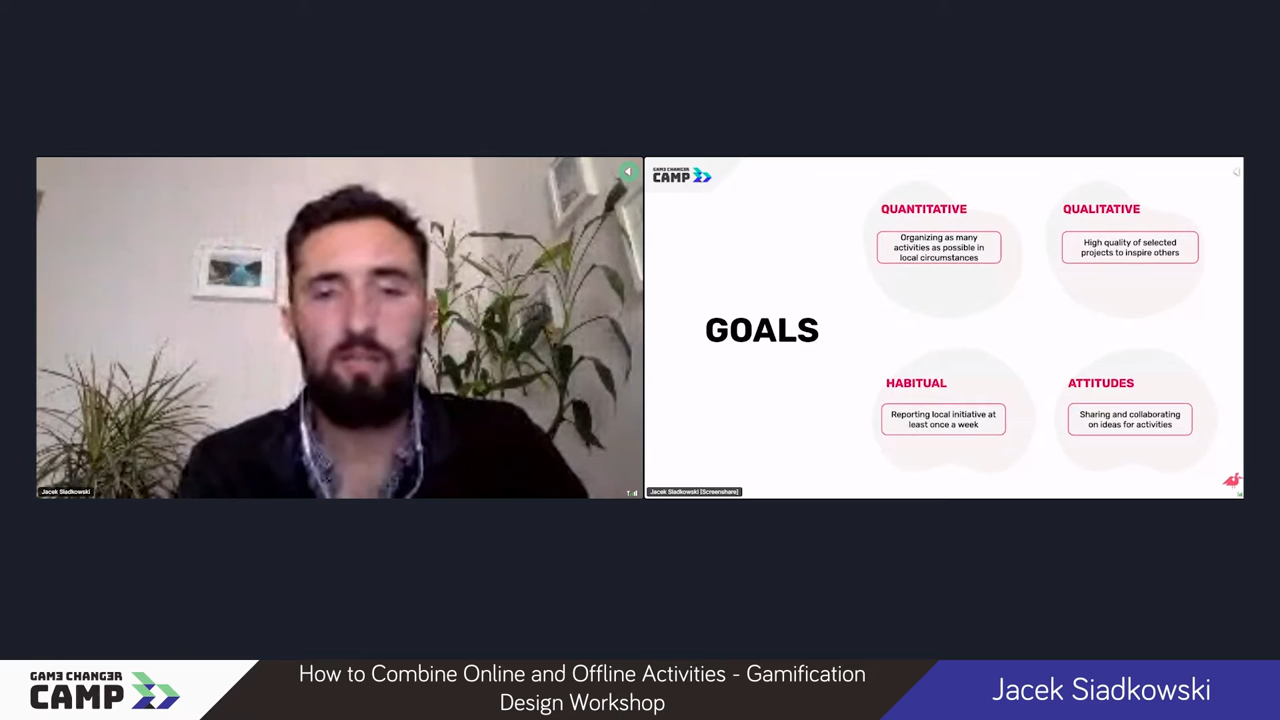 Jacek Siadkowski
GAME CHANGER
CAMP
QUANTITATIVE
Organizing as many
activities as possible in
local circumstances
QUALITATIVE
High quality of selected
projects to inspire others
GOALS
HABITUAL
Reporting local initiative at
least once a week
ATTITUDES
Sharing and collaborating
on ideas for activities
Jacek Siadkowski [Screenshare]
GAM3 CHANG3R
CAMP
How to Combine Online and Offline Activities - Gamification
Design Workshop
Jacek Siadkowski